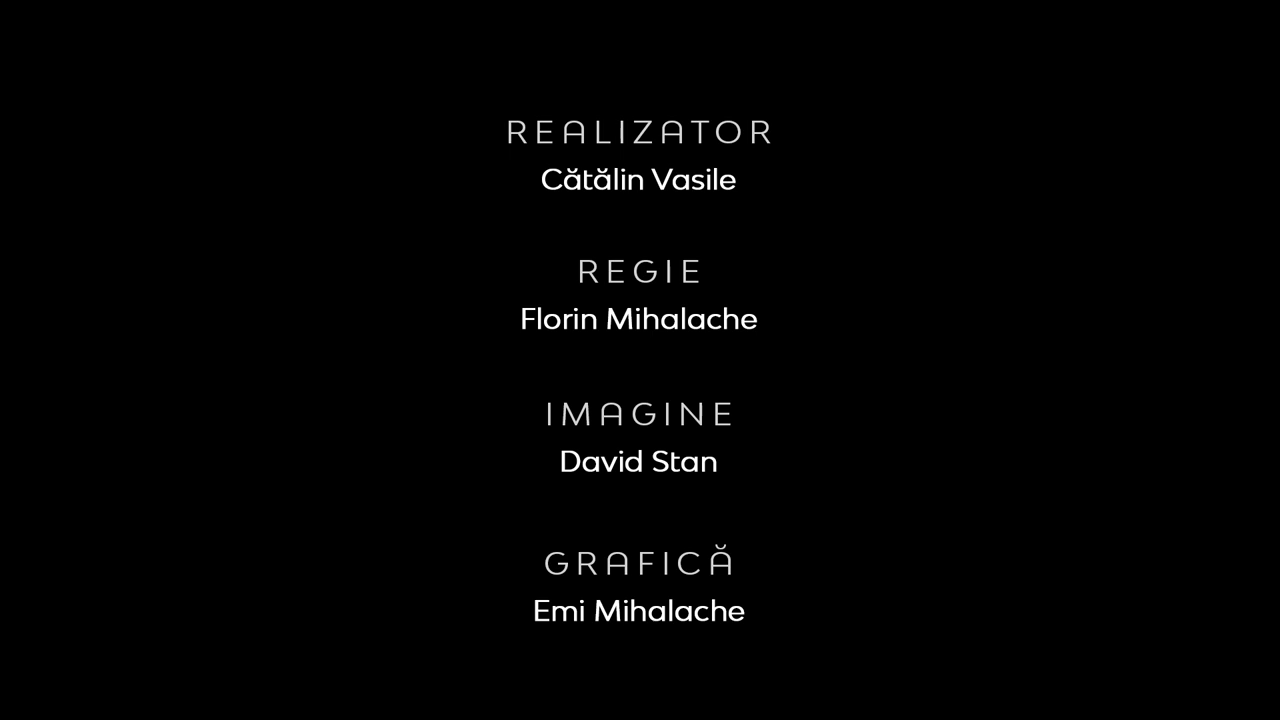 REALIZATOR
Cătălin Vasile
REGIE
Florin Mihalache
IMAGINE
David Stan
GRAFICĂ
Emi Mihalache